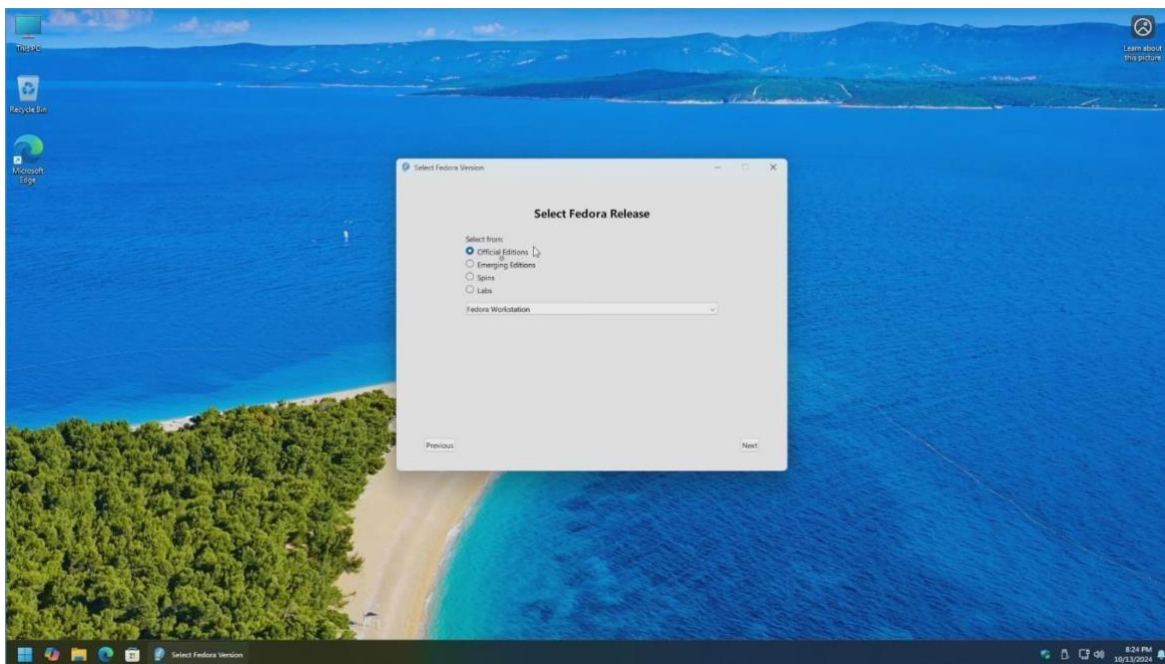 This PC
Learn about
this picture
Recycle Bin
Microsoft
Edge
Select Fedora Version
Select Fedora Release
Select from:
Official Editions
Emerging Editions
Spins
Labs
Fedora Workstation
Previous
Next
Select Fedora Version
8:24 PM
10/13/2024